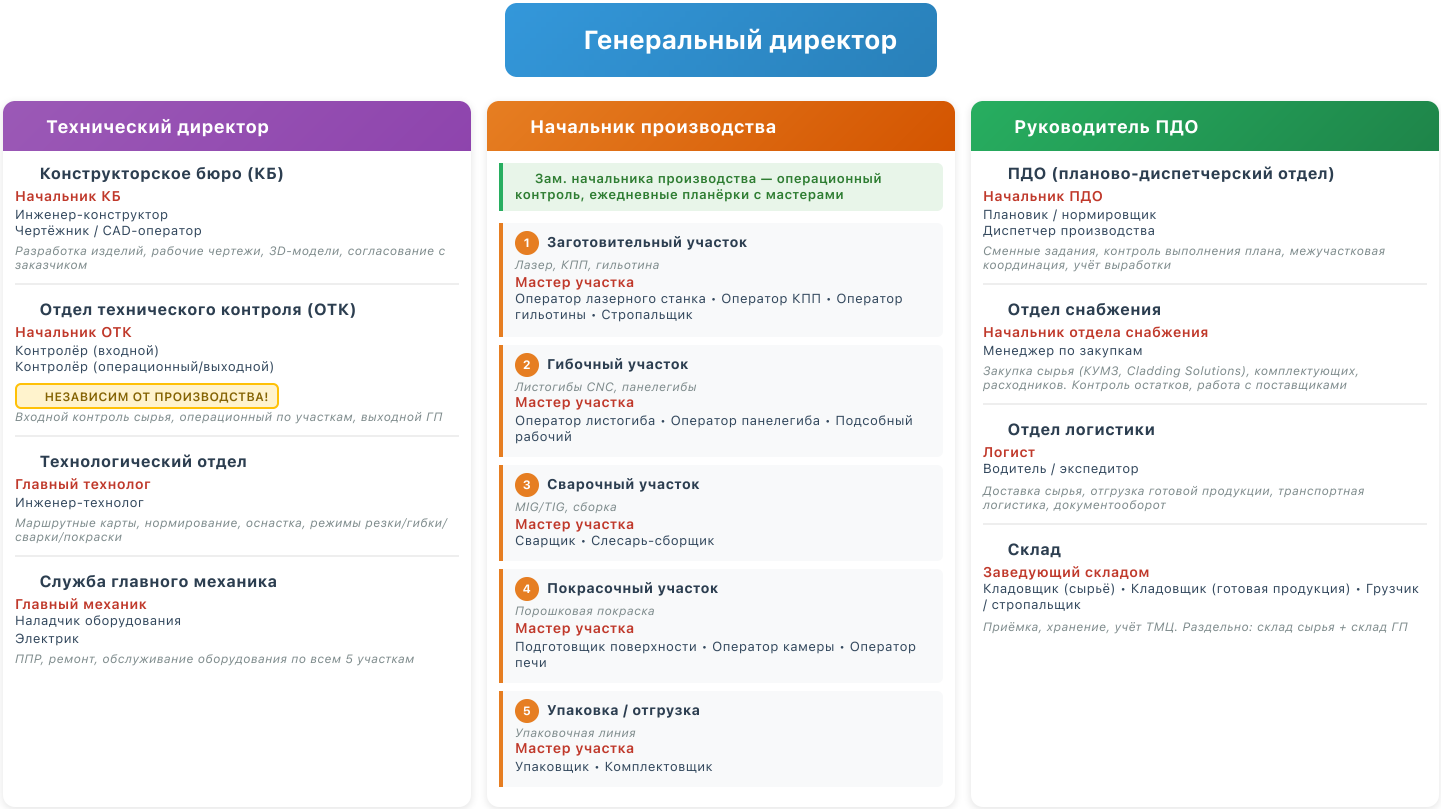 Генеральный директор
Технический директор
Конструкторское бюро (КБ)
Начальник КБ
Инженер-конструктор
Чертёжник / CAD-оператор
Разработка изделий, рабочие чертежи, 3D-модели, согласование с
заказчиком
Отдел технического контроля (ОТК)
Начальник ОТК
Контролёр (входной)
Контролёр (операционный/выходной)
НЕЗАВИСИМ ОТ ПРОИЗВОДСТВА!
Входной контроль сырья, операционный по участкам, выходной ГП
Технологический отдел
Главный технолог
Инженер-технолог
Маршрутные карты, нормирование, оснастка, режимы резки/гибки/
сварки/покраски
Служба главного механика
Главный механик
Наладчик оборудования
Электрик
ППР, ремонт, обслуживание оборудования по всем 5 участкам
Начальник производства
Зам. начальника производства — операционный
контроль, ежедневные планёрки с мастерами
1 Заготовительный участок
Лазер, КПП, гильотина
Мастер участка
Оператор лазерного станка • Оператор КПП • Оператор
гильотины • Стропальщик
2 Гибочный участок
Листогибы CNC, панелегибы
Мастер участка
Оператор листогиба • Оператор панелегиба • Подсобный
рабочий
3 Сварочный участок
MIG/TIG, сборка
Мастер участка
Сварщик • Слесарь-сборщик
4 Покрасочный участок
Порошковая покраска
Мастер участка
Подготовщик поверхности • Оператор камеры • Оператор
печи
5 Упаковка / отгрузка
Упаковочная линия
Мастер участка
Упаковщик • Комплектовщик
Руководитель ПДО
ПДО (планово-диспетчерский отдел)
Начальник ПДО
Плановик / нормировщик
Диспетчер производства
Сменные задания, контроль выполнения плана, межучастковая
координация, учёт выработки
Отдел снабжения
Начальник отдела снабжения
Менеджер по закупкам
Закупка сырья (КУМЗ, Cladding Solutions), комплектующих,
расходников. Контроль остатков, работа с поставщиками
Отдел логистики
Логист
Водитель / экспедитор
Доставка сырья, отгрузка готовой продукции, транспортная
логистика, документооборот
Склад
Заведующий складом
Кладовщик (сырьё) • Кладовщик (готовая продукция) • Грузчик
/ стропальщик
Приёмка, хранение, учёт ТМЦ. Раздельно: склад сырья + склад ГП